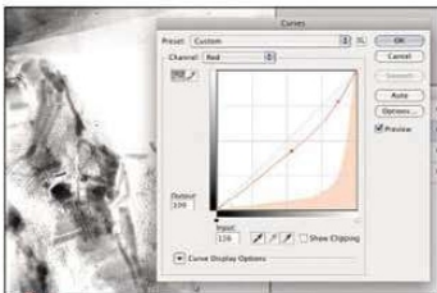 Curves
Preset: Custom
OK
Channel: Red
Cancel
Smooth
Auto
Options...
Preview
Output:
Input:
Show Clipping
Curve Display Options